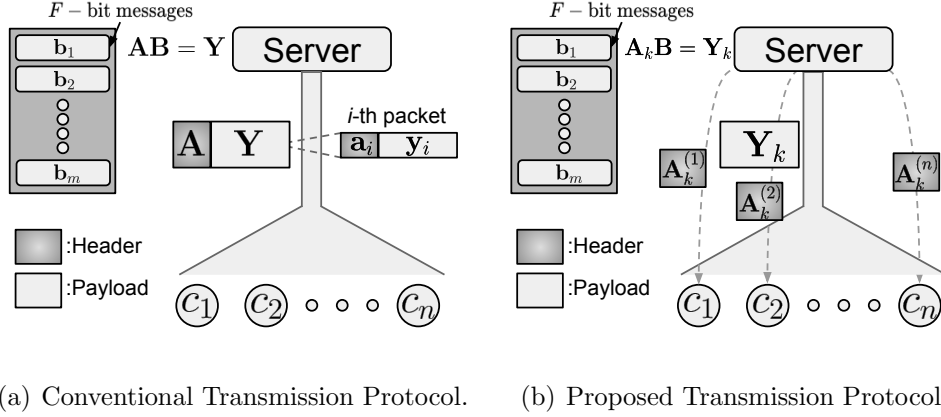 F − bit messages
b1
b2
bm
AB = Y
Server
A Y
i-th packet
ai yi
:Header
:Payload
c1 c2 cn
(a) Conventional Transmission Protocol.
F − bit messages
b1
b2
bm
AkB = Yk
Server
Yk
Ak(1)
Ak(2)
Ak(n)
:Header
:Payload
c1 c2 cn
(b) Proposed Transmission Protocol